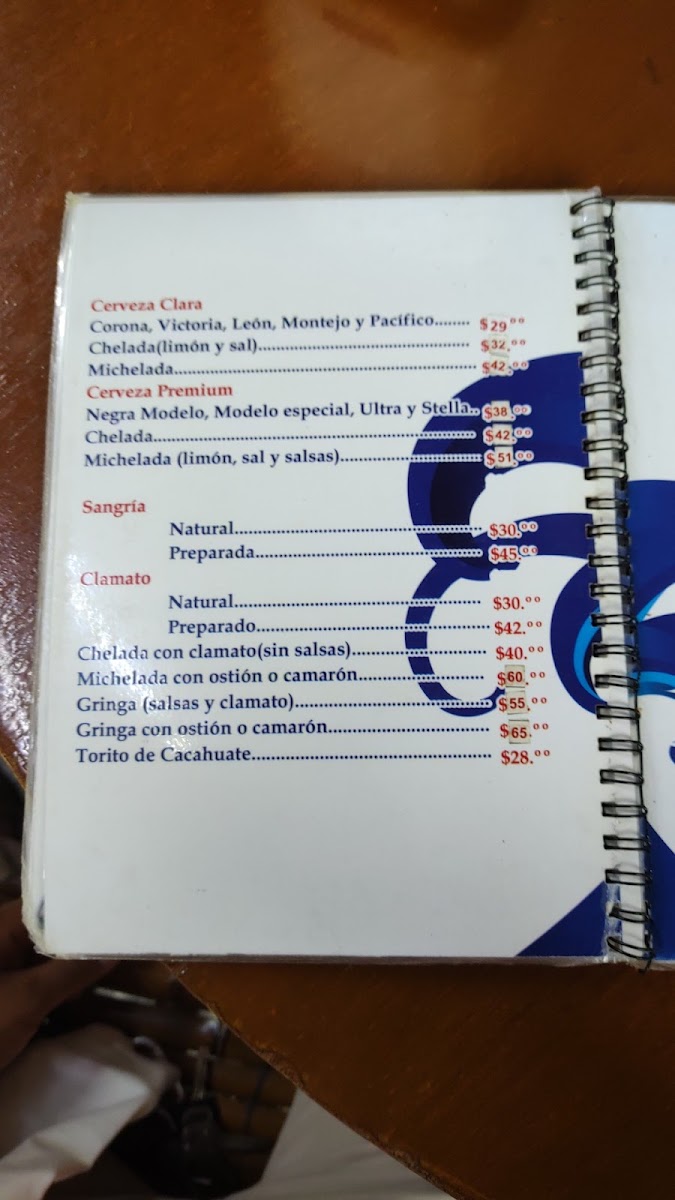 Cerveza Clara
Corona, Victoria, León, Montejo y Pacífico........ $29°°
Chelada(limón y sal)................................................ $32.°°
Michelada.................................................................... $42.°°
Cerveza Premium
Negra Modelo, Modelo especial, Ultra y Stella.. $38.°°
Chelada......................................................................... $42.°°
Michelada (limón, sal y salsas)................................ $51.°°
Sangría
Natural.......................................................... $30.°°
Preparada..................................................... $45.°°
Clamato
Natural.......................................................... $30.°°
Preparado..................................................... $42.°°
Chelada con clamato(sin salsas)............................... $40.°°
Michelada con ostión o camarón............................. $60.°°
Gringa (salsas y clamato)........................................... $55.°°
Gringa con ostión o camarón.................................... $65.°°
Torito de Cacahuate..................................................... $28.°°